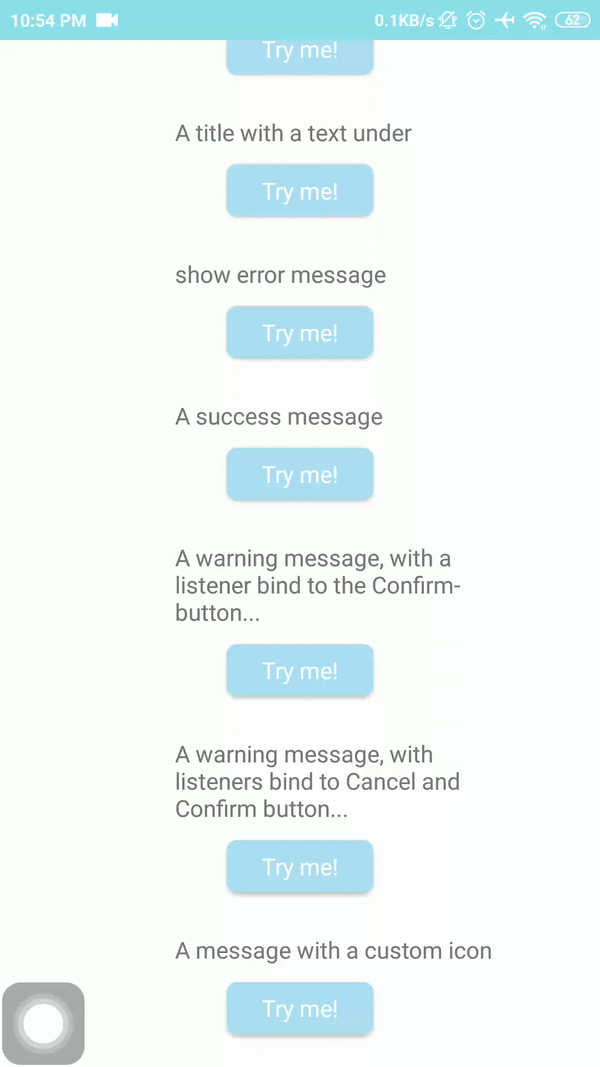 10:54 PM 0.1KB/s 62
Try me!
A title with a text under
Try me!
show error message
Try me!
A success message
Try me!
A warning message, with a
listener bind to the Confirm-
button...
Try me!
A warning message, with
listeners bind to Cancel and
Confirm button...
Try me!
A message with a custom icon
Try me!